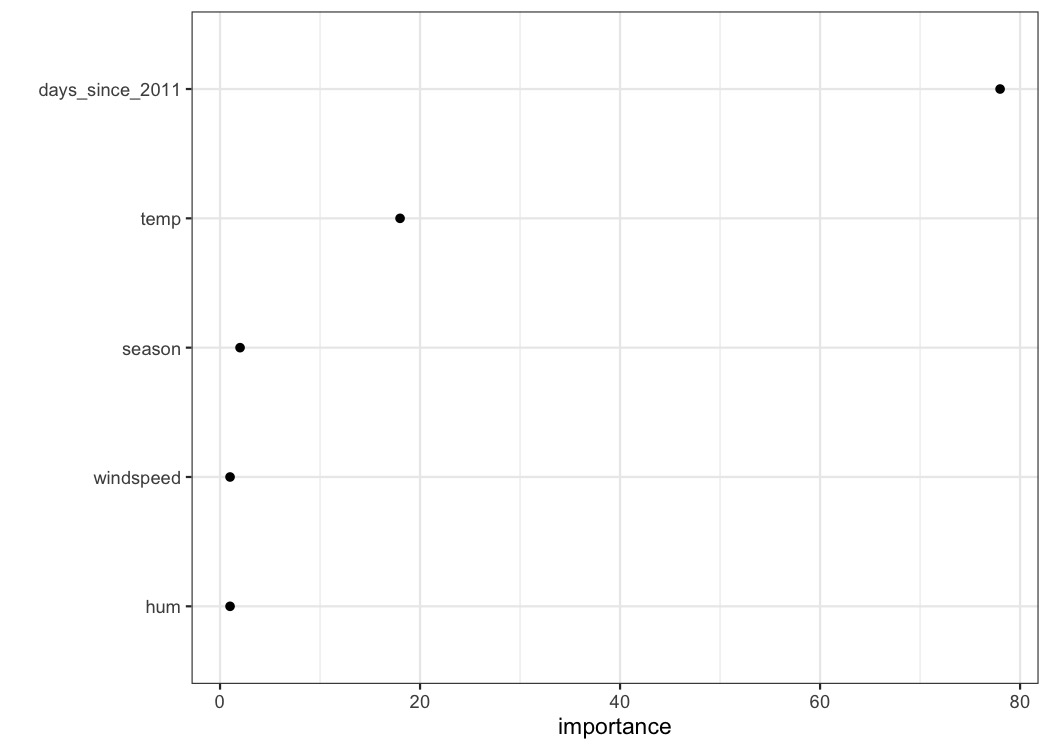 days_since_2011
temp
season
windspeed
hum
0 20 40 60 80
importance